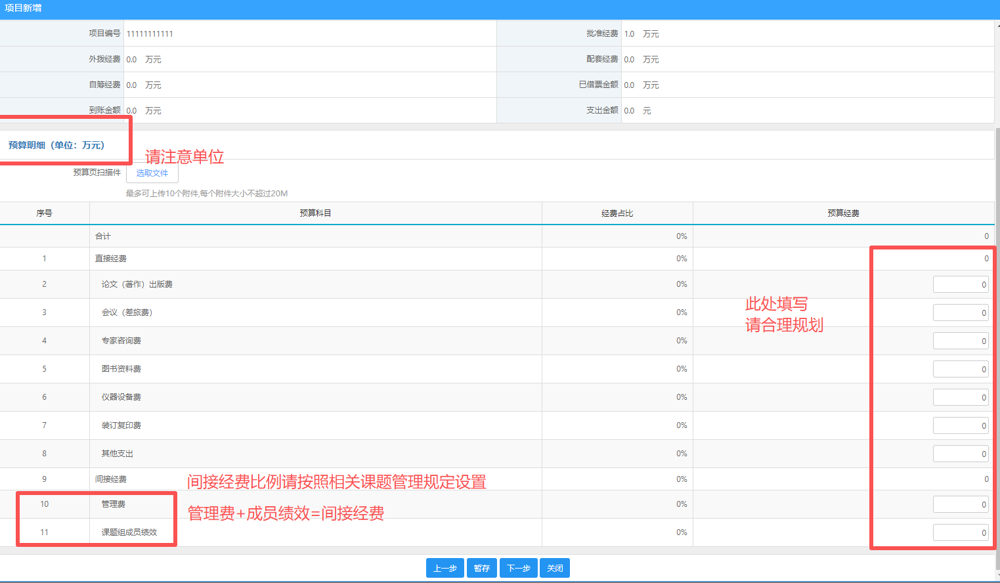 项目新增
项目编号 11111111111 批准经费 1.0 万元
外拨经费 0.0 万元 配套经费 0.0 万元
自筹经费 0.0 万元 已借票金额 0.0 万元
到账金额 0.0 万元 支出金额 0.0 元
预算明细（单位：万元）
请注意单位
预算页扫描件 选取文件
最多可上传10个附件,每个附件大小不超过20M
序号 预算科目 经费占比 预算经费
合计 0% 0
1 直接经费 0% 0
2 论文（著作）出版费 0% 0
此处填写
3 会议（差旅费） 0% 0
请合理规划
4 专家咨询费 0% 0
5 图书资料费 0% 0
6 仪器设备费 0% 0
7 装订复印费 0% 0
8 其他支出 0% 0
9 间接经费 0% 0
间接经费比例请按照相关课题管理规定设置
10 管理费 0% 0
管理费+成员绩效=间接经费
11 课题组成员绩效 0% 0
上一步 暂存 下一步 关闭